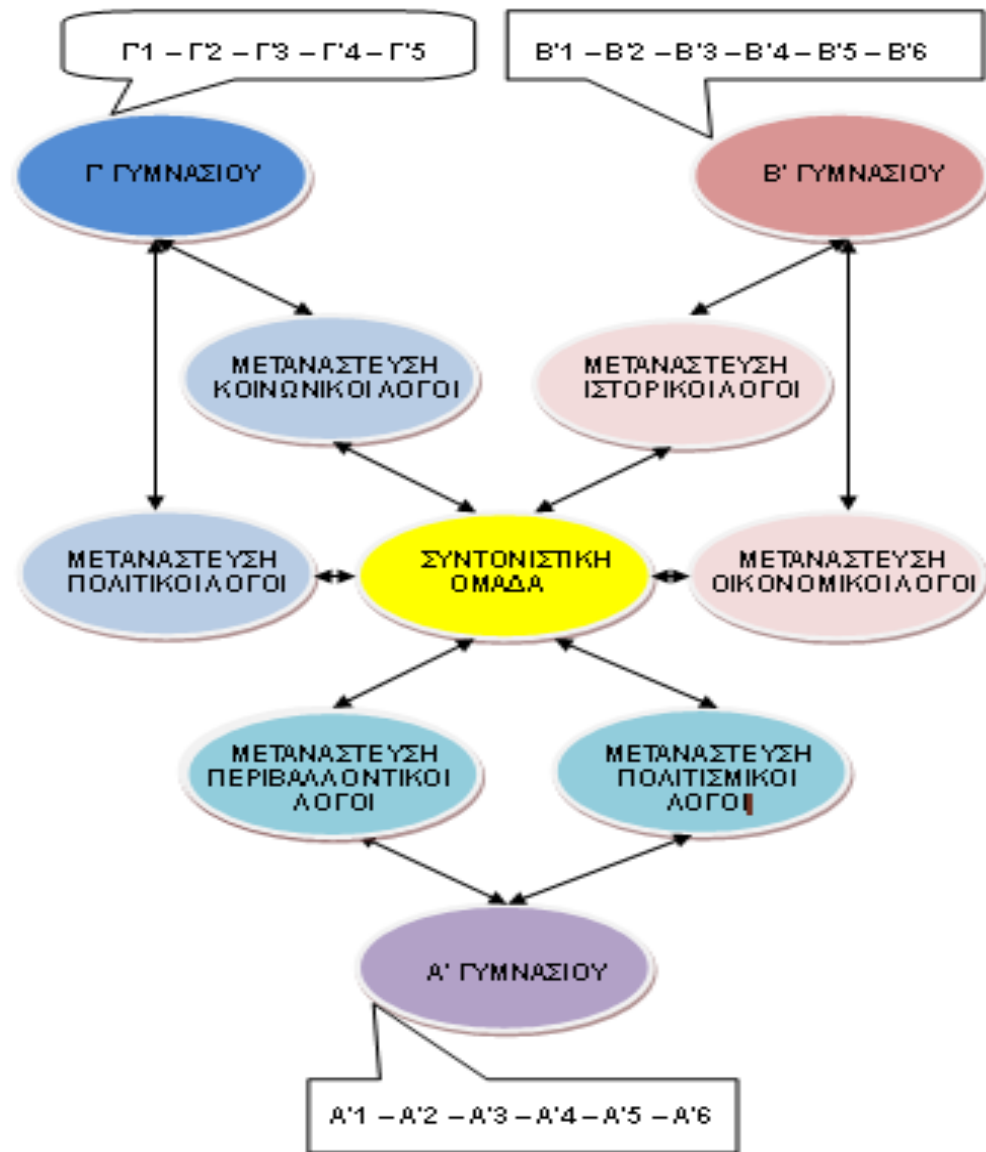 Γ'1 – Γ'2 – Γ'3 – Γ'4 – Γ'5
Β'1 – Β'2 – Β'3 – Β'4 – Β'5 – Β'6
Γ' ΓΥΜΝΑΣΙΟΥ
Β' ΓΥΜΝΑΣΙΟΥ
ΜΕΤΑΝΑΣΤΕΥΣΗ
ΚΟΙΝΩΝΙΚΟΙ ΛΟΓΟΙ
ΜΕΤΑΝΑΣΤΕΥΣΗ
ΙΣΤΟΡΙΚΟΙ ΛΟΓΟΙ
ΜΕΤΑΝΑΣΤΕΥΣΗ
ΠΟΛΙΤΙΚΟΙ ΛΟΓΟΙ
ΣΥΝΤΟΝΙΣΤΙΚΗ
ΟΜΑΔΑ
ΜΕΤΑΝΑΣΤΕΥΣΗ
ΟΙΚΟΝΟΜΙΚΟΙ ΛΟΓΟΙ
ΜΕΤΑΝΑΣΤΕΥΣΗ
ΠΕΡΙΒΑΛΛΟΝΤΙΚΟΙ
ΛΟΓΟΙ
ΜΕΤΑΝΑΣΤΕΥΣΗ
ΠΟΛΙΤΙΣΜΙΚΟΙ
ΛΟΓΟΙ
Α' ΓΥΜΝΑΣΙΟΥ
Α'1 – Α'2 – Α'3 – Α'4 – Α'5 – Α'6